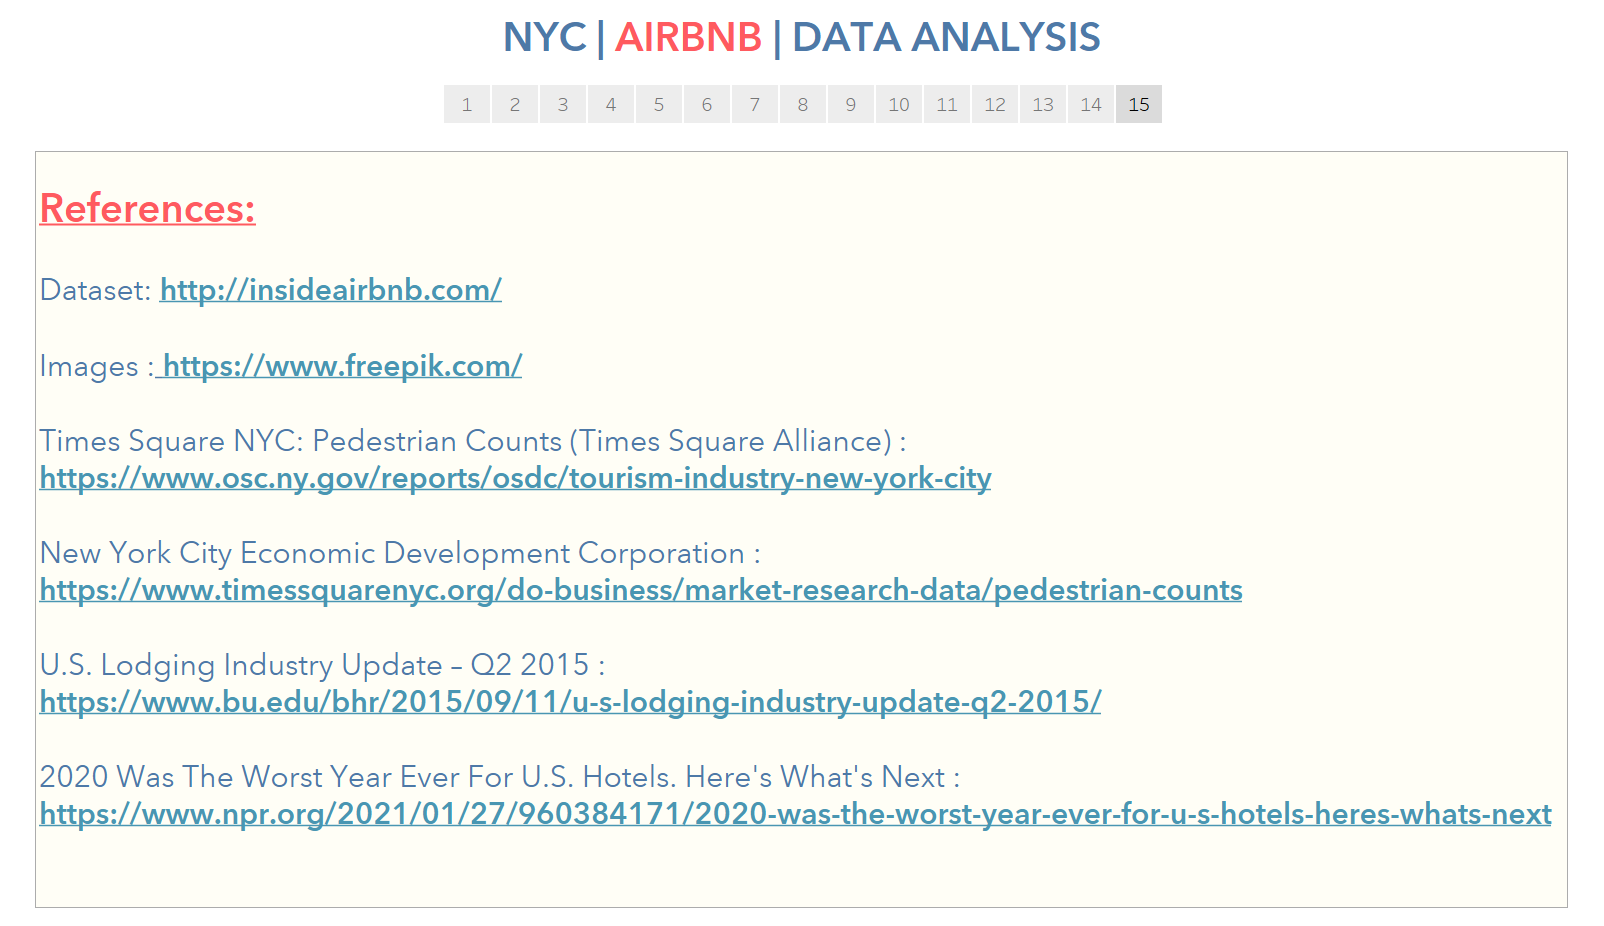 NYC | AIRBNB | DATA ANALYSIS
1 2 3 4 5 6 7 8 9 10 11 12 13 14 15
References:
Dataset: http://insideairbnb.com/
Images : https://www.freepik.com/
Times Square NYC: Pedestrian Counts (Times Square Alliance) :
https://www.osc.ny.gov/reports/osdc/tourism-industry-new-york-city
New York City Economic Development Corporation :
https://www.timessquarenyc.org/do-business/market-research-data/pedestrian-counts
U.S. Lodging Industry Update – Q2 2015 :
https://www.bu.edu/bhr/2015/09/11/u-s-lodging-industry-update-q2-2015/
2020 Was The Worst Year Ever For U.S. Hotels. Here's What's Next :
https://www.npr.org/2021/01/27/960384171/2020-was-the-worst-year-ever-for-u-s-hotels-heres-whats-next